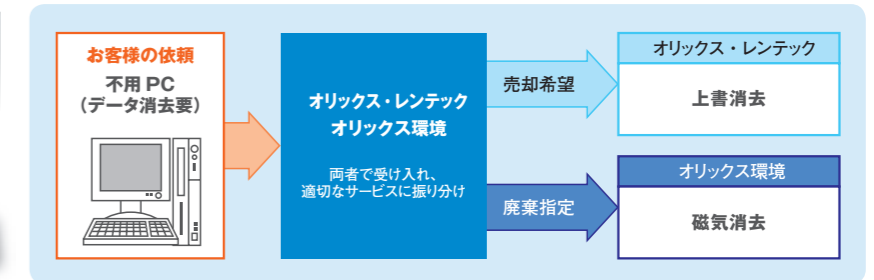 お客様の依頼
不用 PC
(データ消去要)
オリックス・レンテック
オリックス環境
両者で受け入れ、
適切なサービスに振り分け
売却希望
オリックス・レンテック
上書消去
廃棄指定
オリックス環境
磁気消去